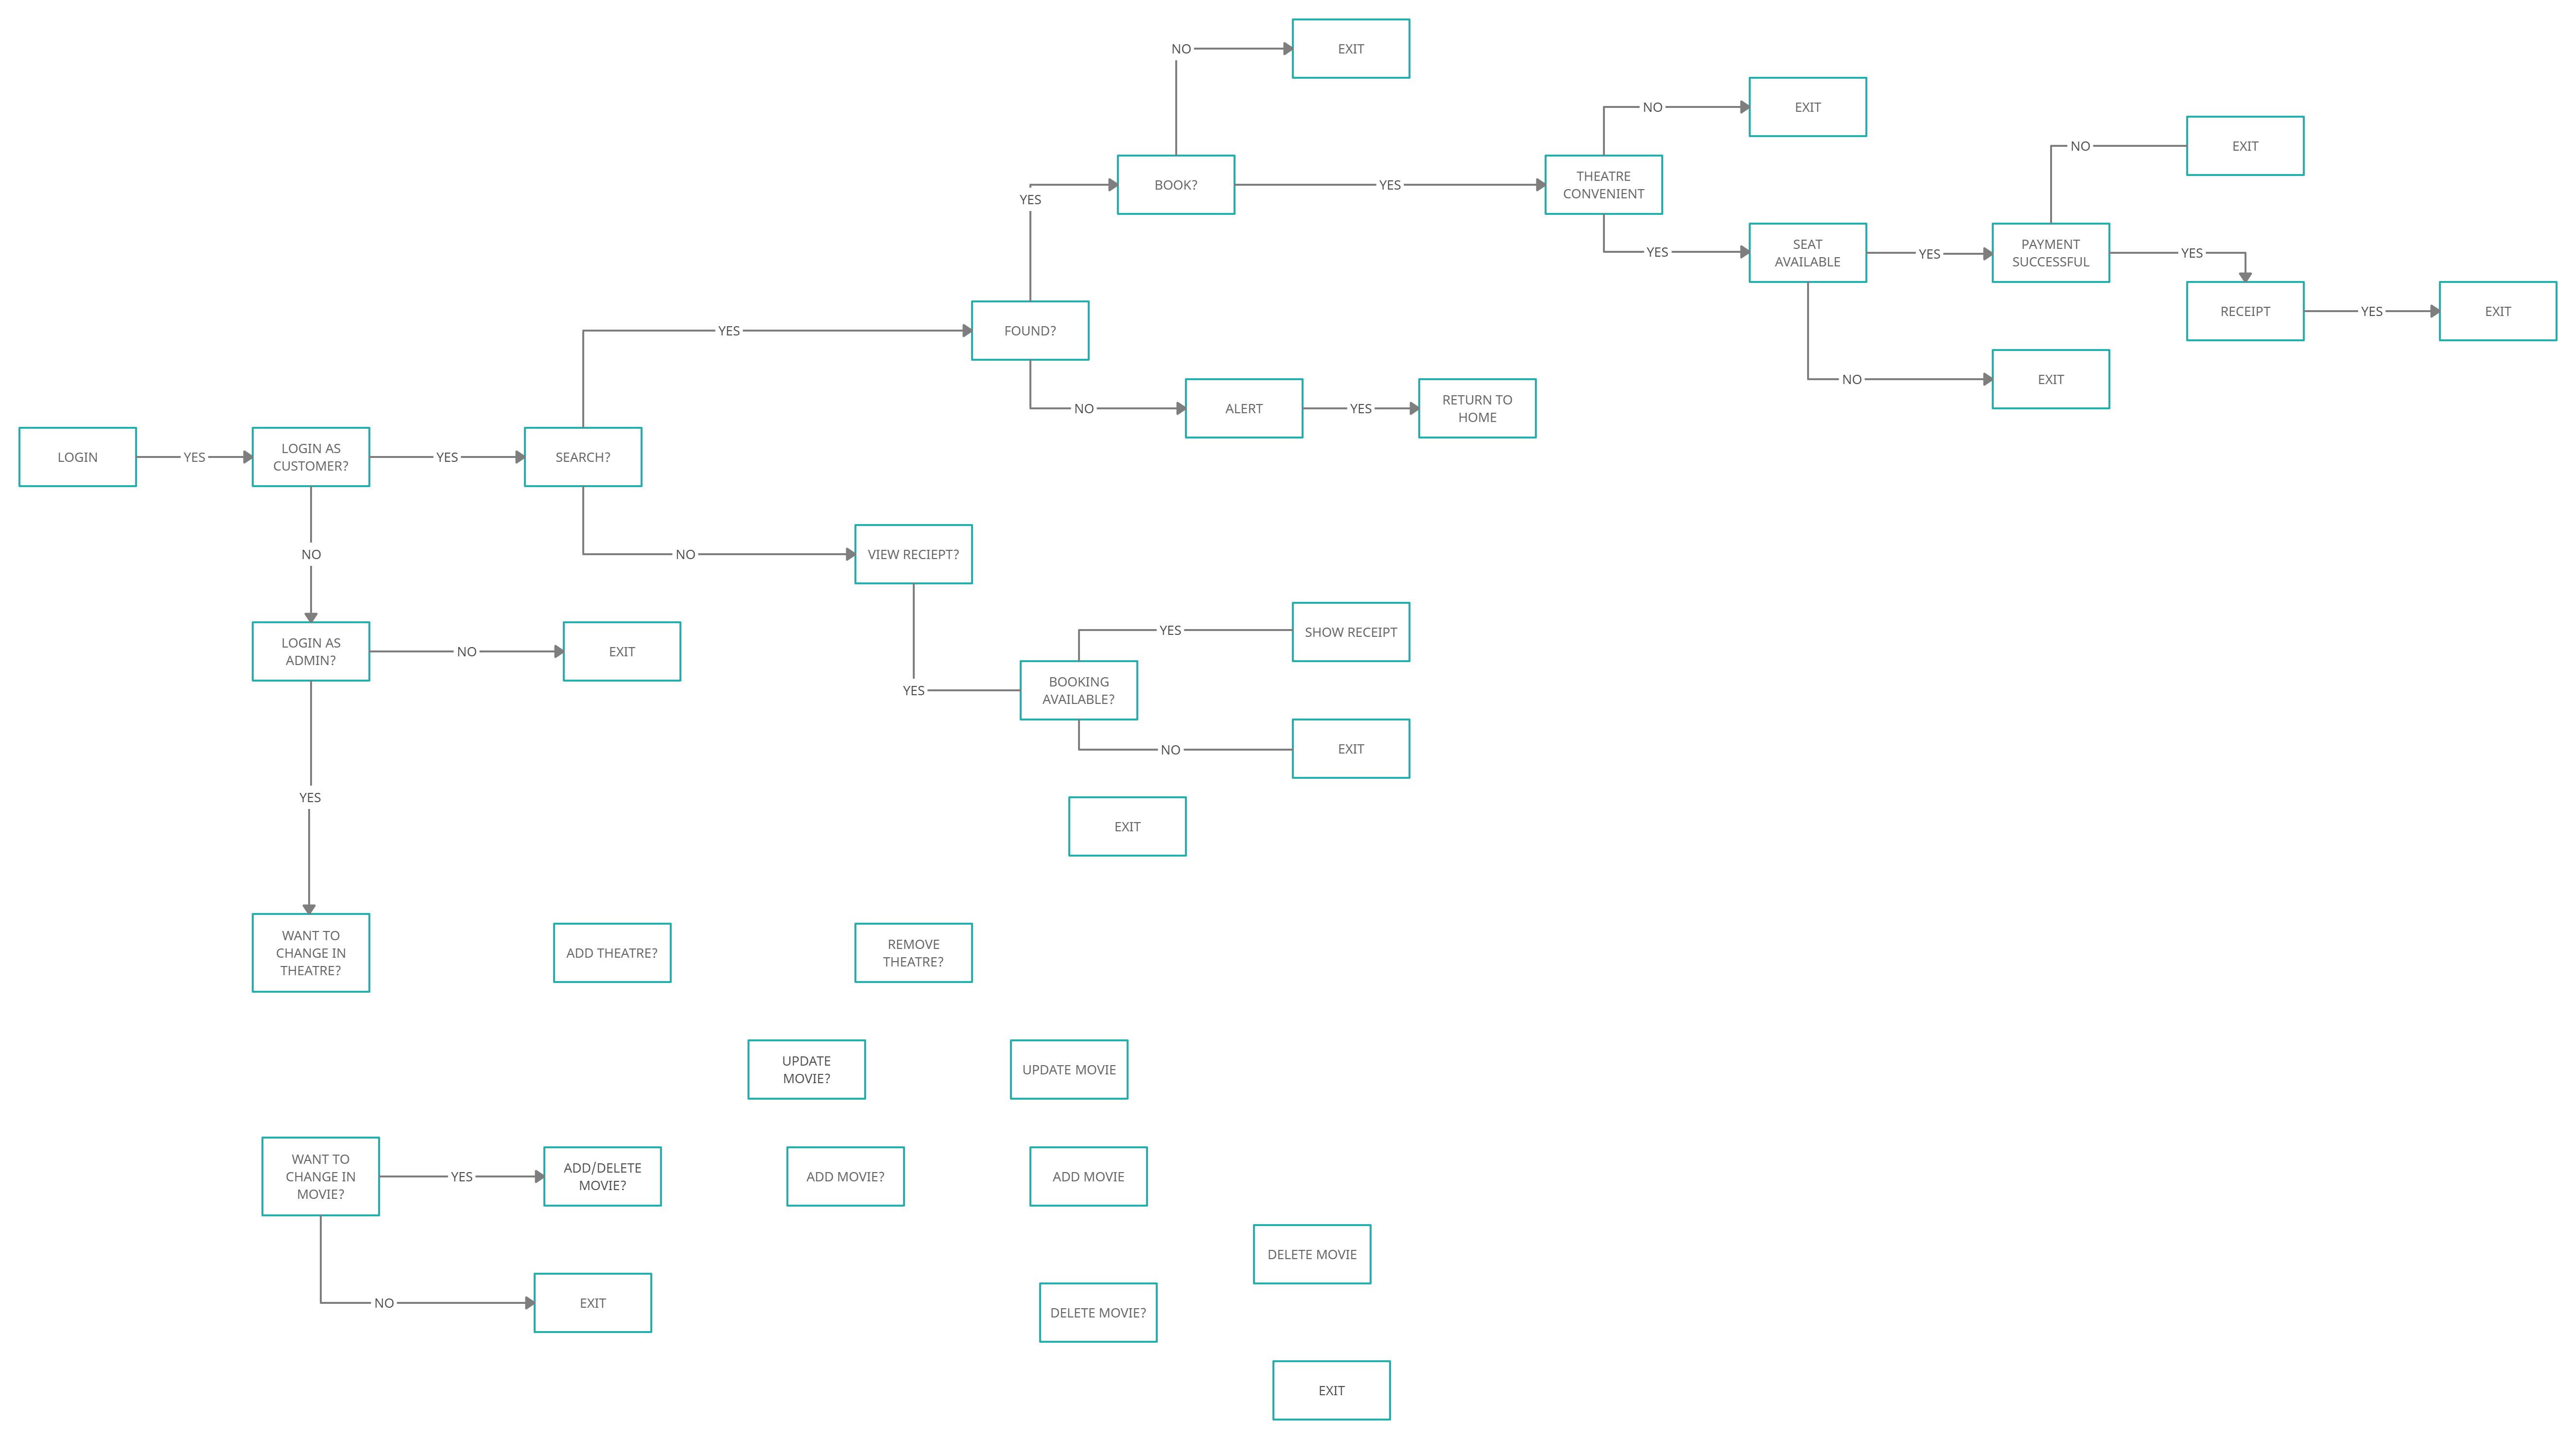 NO
EXIT
NO
EXIT
NO
EXIT
BOOK?
YES
THEATRE
CONVENIENT
YES
YES
SEAT
AVAILABLE
YES
PAYMENT
SUCCESSFUL
YES
RECEIPT
YES
EXIT
YES
FOUND?
NO
EXIT
NO
ALERT
YES
RETURN TO
HOME
LOGIN
YES
LOGIN AS
CUSTOMER?
YES
SEARCH?
NO
NO
VIEW RECIEPT?
LOGIN AS
ADMIN?
NO
EXIT
YES
SHOW RECEIPT
YES
BOOKING
AVAILABLE?
NO
EXIT
YES
EXIT
WANT TO
CHANGE IN
THEATRE?
ADD THEATRE?
REMOVE
THEATRE?
UPDATE
MOVIE?
UPDATE MOVIE
WANT TO
CHANGE IN
MOVIE?
YES
ADD/DELETE
MOVIE?
ADD MOVIE?
ADD MOVIE
DELETE MOVIE
NO
EXIT
DELETE MOVIE?
EXIT